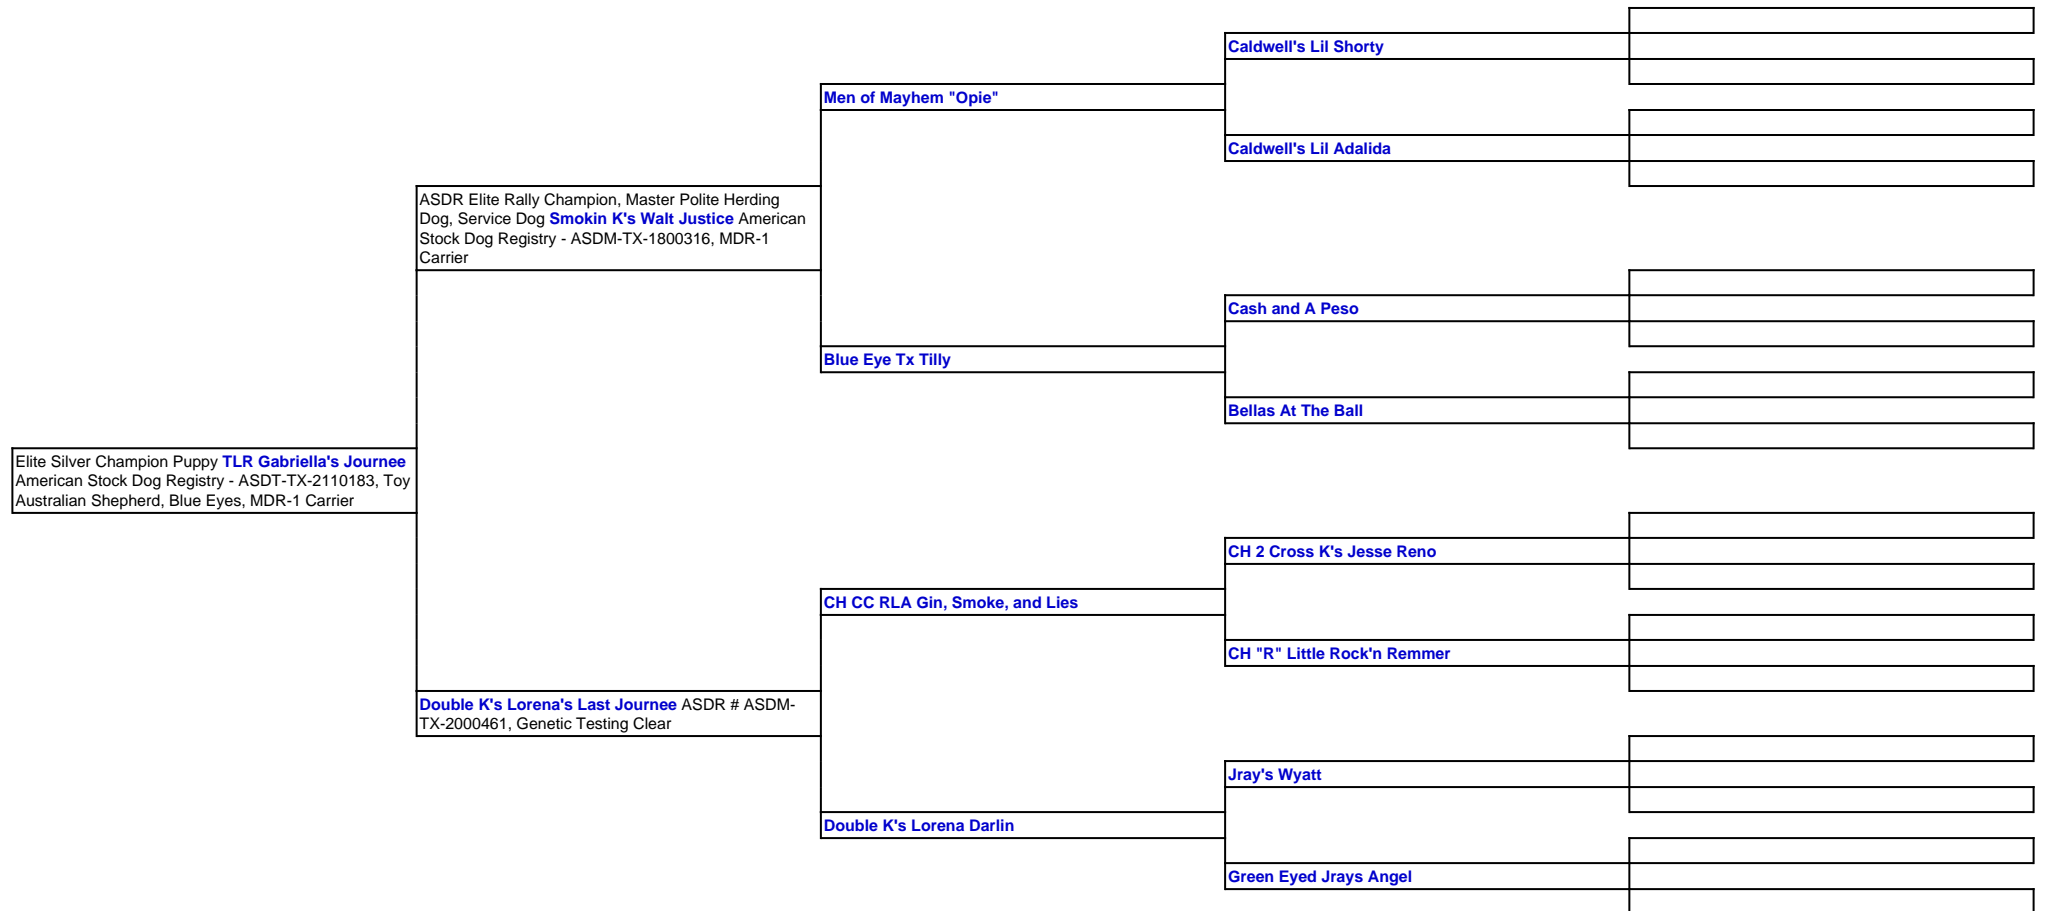 Caldwell's Lil Shorty
Men of Mayhem "Opie"
Caldwell's Lil Adalida
ASDR Elite Rally Champion, Master Polite Herding
Dog, Service Dog Smokin K's Walt Justice American
Stock Dog Registry - ASDM-TX-1800316, MDR-1
Carrier
Cash and A Peso
Blue Eye Tx Tilly
Bellas At The Ball
Elite Silver Champion Puppy TLR Gabriella's Journee
American Stock Dog Registry - ASDT-TX-2110183, Toy
Australian Shepherd, Blue Eyes, MDR-1 Carrier
CH 2 Cross K's Jesse Reno
CH CC RLA Gin, Smoke, and Lies
CH "R" Little Rock'n Remmer
Double K's Lorena's Last Journee ASDR # ASDM-
TX-2000461, Genetic Testing Clear
Jray's Wyatt
Double K's Lorena Darlin
Green Eyed Jrays Angel